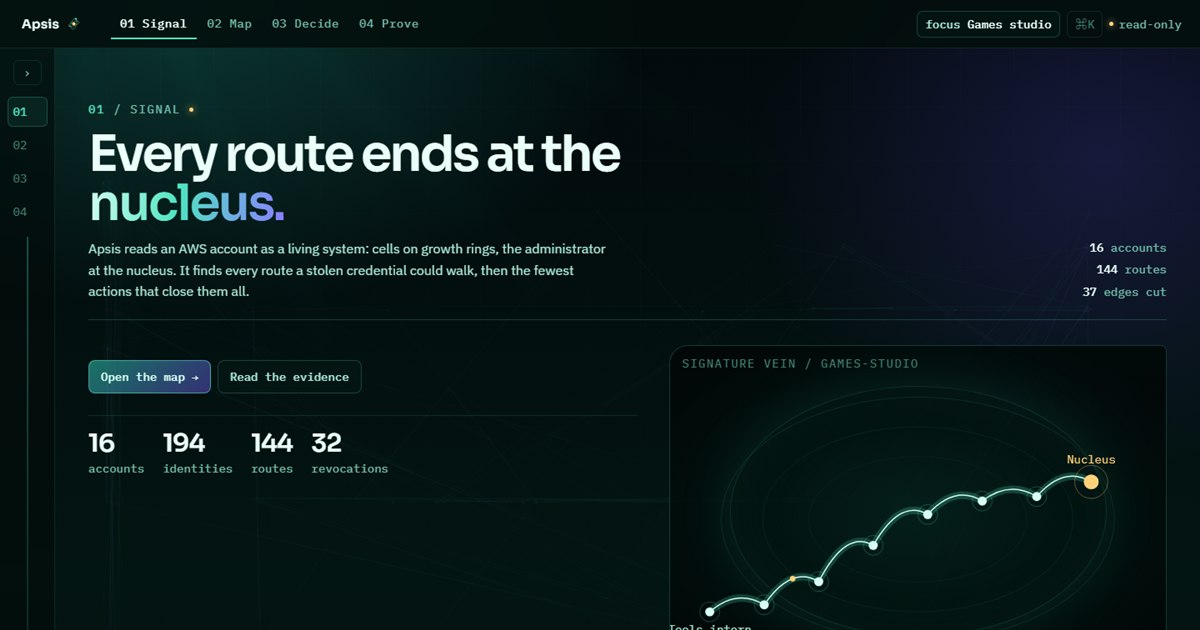 Apsis
01 Signal
02 Map
03 Decide
04 Prove
focus Games studio
⌘K
read-only
›
01
02
03
04
01 / SIGNAL
Every route ends at the
nucleus.
Apsis reads an AWS account as a living system: cells on growth rings, the administrator
at the nucleus. It finds every route a stolen credential could walk, then the fewest
actions that close them all.
16 accounts
144 routes
37 edges cut
Open the map →
Read the evidence
16 accounts
194 identities
144 routes
32 revocations
SIGNATURE VEIN / GAMES-STUDIO
Nucleus
Tools intern